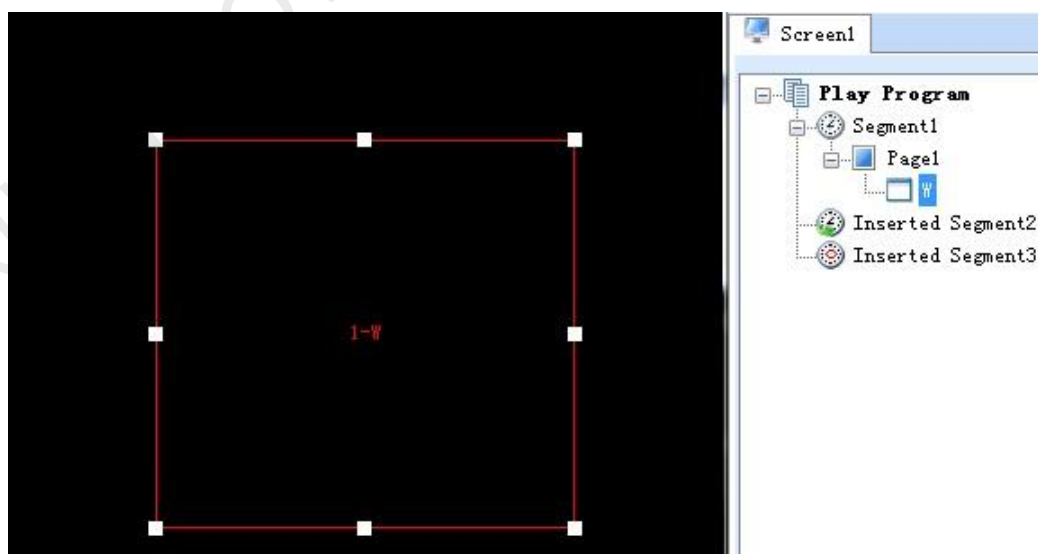 Screen1
Play Program
Segment1
Page1
W
Inserted Segment2
Inserted Segment3
1-W